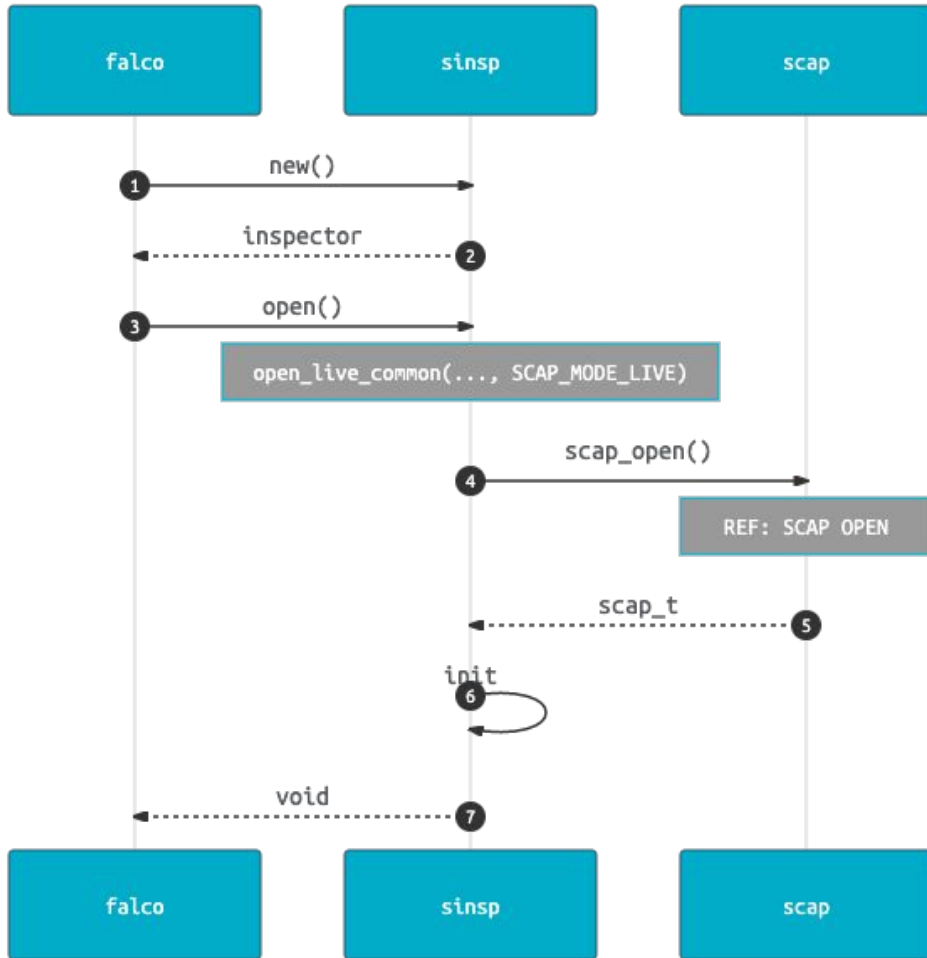 falco sinsp scap
new()
1
inspector
2
open()
3
open_live_common(..., SCAP_MODE_LIVE)
scap_open()
4
REF: SCAP OPEN
scap_t
5
init
6
void
7
falco sinsp scap